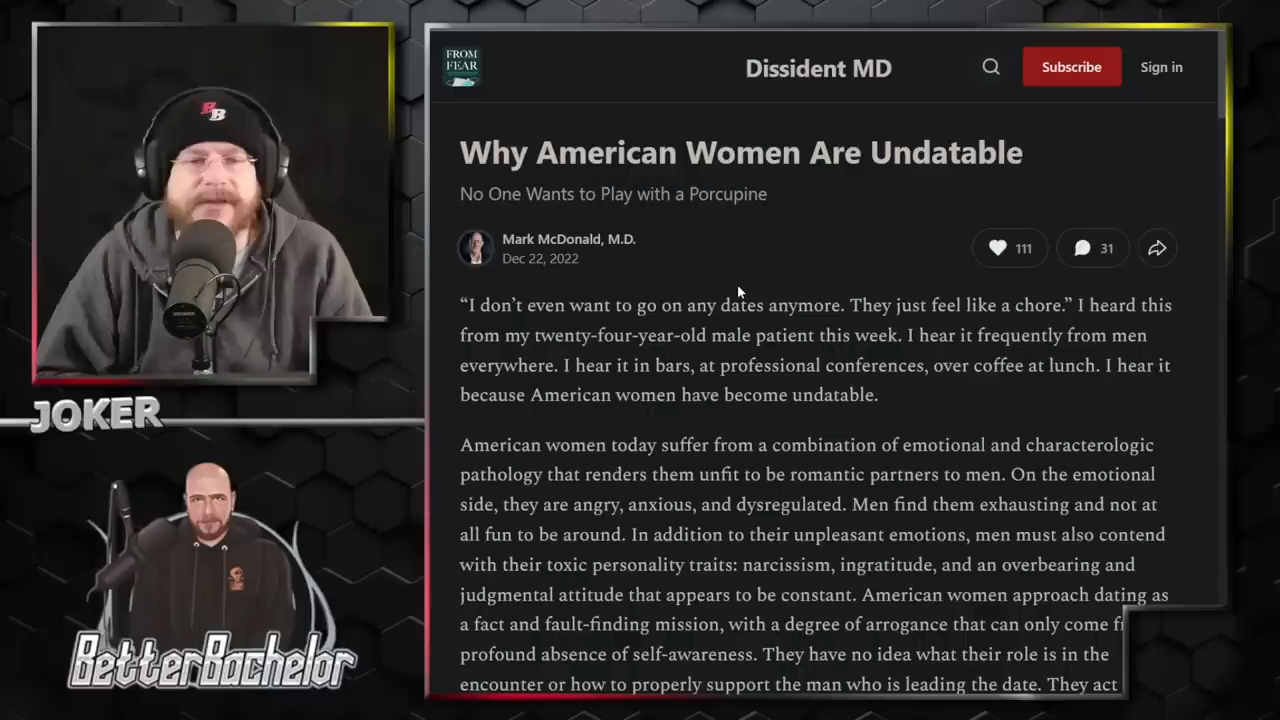 BB
JOKER
BetterBachelor
FROM
FEAR
Dissident MD
Subscribe
Sign in
Why American Women Are Undatable
No One Wants to Play with a Porcupine
Mark McDonald, M.D.
Dec 22, 2022
111
31
“I don’t even want to go on any dates anymore. They just feel like a chore.” I heard this
from my twenty-four-year-old male patient this week. I hear it frequently from men
everywhere. I hear it in bars, at professional conferences, over coffee at lunch. I hear it
because American women have become undatable.
American women today suffer from a combination of emotional and characterologic
pathology that renders them unfit to be romantic partners to men. On the emotional
side, they are angry, anxious, and dysregulated. Men find them exhausting and not at
all fun to be around. In addition to their unpleasant emotions, men must also contend
with their toxic personality traits: narcissism, ingratitude, and an overbearing and
judgmental attitude that appears to be constant. American women approach dating as
a fact and fault-finding mission, with a degree of arrogance that can only come f
profound absence of self-awareness. They have no idea what their role is in the
encounter or how to properly support the man who is leading the date. They act